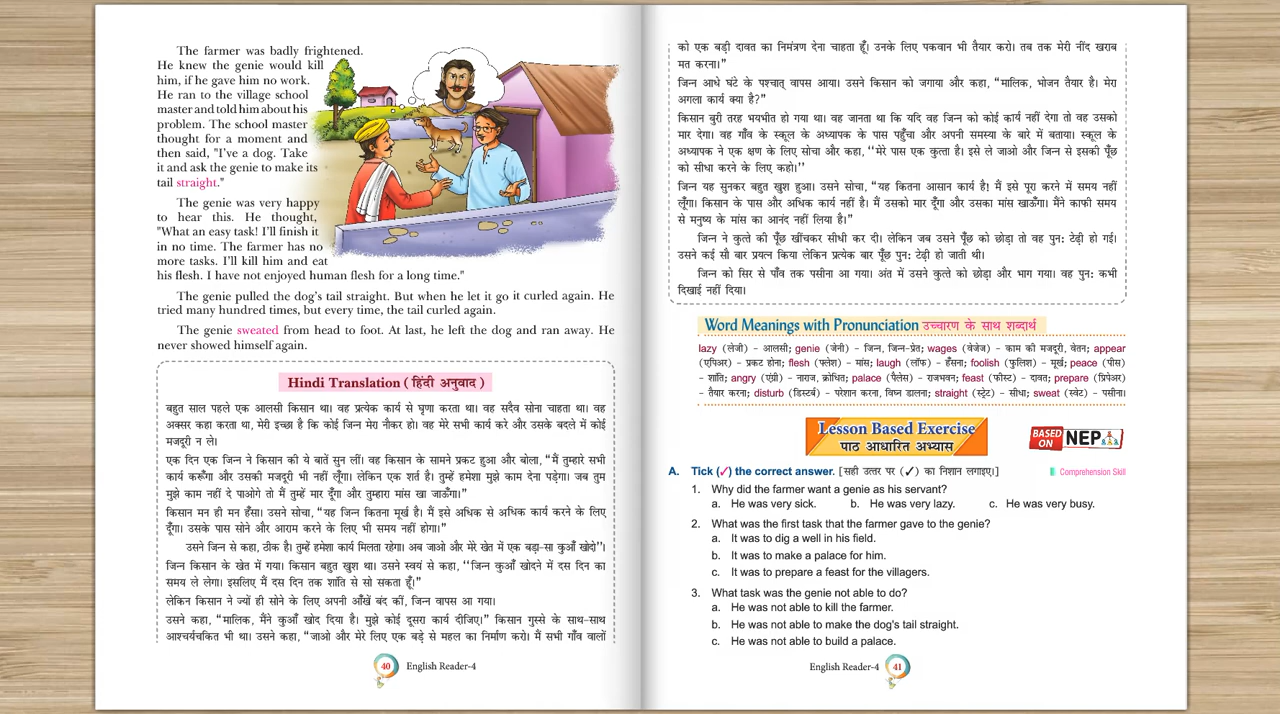 The farmer was badly frightened.
He knew the genie would kill
him, if he gave him no work.
He ran to the village school
master and told him about his
problem. The school master
thought for a moment and
then said, "I've a dog. Take
it and ask the genie to make its
tail straight."
The genie was very happy
to hear this. He thought,
"What an easy task! I'll finish it
in no time. The farmer has no
more tasks. I'll kill him and eat
his flesh. I have not enjoyed human flesh for a long time."
The genie pulled the dog's tail straight. But when he let it go it curled again. He
tried many hundred times, but every time, the tail curled again.
The genie sweated from head to foot. At last, he left the dog and ran away. He
never showed himself again.
Hindi Translation ( हिंदी अनुवाद )
बहुत साल पहले एक आलसी किसान था। वह प्रत्येक कार्य से घृणा करता था। वह सदैव सोना चाहता था। वह
अक्सर कहा करता था, मेरी इच्छा है कि कोई जिन्न मेरा नौकर हो। वह मेरे सभी कार्य करे और उसके बदले में कोई
मजदूरी न ले।
एक दिन एक जिन्न ने किसान की ये बातें सुन लीं। वह किसान के सामने प्रकट हुआ और बोला, "मैं तुम्हारे सभी
कार्य करूँगा और उसकी मजदूरी भी नहीं लूँगा। लेकिन एक शर्त है। तुम्हें हमेशा मुझे काम देना पड़ेगा। जब तुम
मुझे काम नहीं दे पाओगे तो मैं तुम्हें मार दूँगा और तुम्हारा मांस खा जाऊँगा।"
किसान मन ही मन हँसा। उसने सोचा, "यह जिन्न कितना मूर्ख है। मैं इसे अधिक से अधिक कार्य करने के लिए
दूँगा। उसके पास सोने और आराम करने के लिए भी समय नहीं होगा।"
उसने जिन्न से कहा, ठीक है। तुम्हें हमेशा कार्य मिलता रहेगा। अब जाओ और मेरे खेत में एक बड़ा-सा कुआँ खोदो''।
जिन्न किसान के खेत में गया। किसान बहुत खुश था। उसने स्वयं से कहा, ''जिन्न कुआँ खोदने में दस दिन का
समय ले लेगा। इसलिए मैं दस दिन तक शांति से सो सकता हूँ।"
लेकिन किसान ने ज्यों ही सोने के लिए अपनी आँखें बंद करीं, जिन्न वापस आ गया।
उसने कहा, "मालिक, मैंने कुआँ खोद दिया है। मुझे कोई दूसरा कार्य दीजिए।" किसान गुस्से के साथ-साथ
आश्चर्यचकित भी था। उसने कहा, "जाओ और मेरे लिए एक बड़े से महल का निर्माण करो। मैं सभी गाँव वालों
40 English Reader-4
को एक बड़ी दावत का निमंत्रण देना चाहता हूँ। उनके लिए पकवान भी तैयार करो। तब तक मेरी नींद खराब
मत करना।"
जिन्न आधे घंटे के पश्चात् वापस आया। उसने किसान को जगाया और कहा, "मालिक, भोजन तैयार है। मेरा
अगला कार्य क्या है?"
किसान बुरी तरह भयभीत हो गया था। वह जानता था कि यदि वह जिन्न को कोई कार्य नहीं देगा तो वह उसको
मार देगा। वह गाँव के स्कूल के अध्यापक के पास पहुँचा और अपनी समस्या के बारे में बताया। स्कूल के
अध्यापक ने एक क्षण के लिए सोचा और कहा, ''मेरे पास एक कुत्ता है। इसे ले जाओ और जिन्न से इसकी पूँछ
को सीधा करने के लिए कहो।''
जिन्न यह सुनकर बहुत खुश हुआ। उसने सोचा, "यह कितना आसान कार्य है! मैं इसे पूरा करने में समय नहीं
लूँगा। किसान के पास और अधिक कार्य नहीं है। मैं उसको मार दूँगा और उसका मांस खाऊँगा। मैंने काफी समय
से मनुष्य के मांस का आनंद नहीं लिया है।"
जिन्न ने कुत्ते की पूँछ खींचकर सीधी कर दी। लेकिन जब उसने पूँछ को छोड़ा तो वह पुनः टेढ़ी हो गई।
उसने कई सौ बार प्रयत्न किया लेकिन प्रत्येक बार पूँछ पुनः टेढ़ी हो जाती थी।
जिन्न को सिर से पाँव तक पसीना आ गया। अंत में उसने कुत्ते को छोड़ा और भाग गया। वह पुनः कभी
दिखाई नहीं दिया।
Word Meanings with Pronunciation उच्चारण के साथ शब्दार्थ
lazy (लेजी) – आलसी; genie (जेनी) – जिन्न, जिन्न-प्रेत; wages (वेजेज) – काम की मजदूरी, वेतन; appear
(एपिअर) – प्रकट होना; flesh (फ्लेश) – मांस; laugh (लॉफ) – हँसना; foolish (फुलिश) – मूर्ख; peace (पीस)
– शांति; angry (एंग्री) – नाराज, क्रोधित; palace (पैलेस) – राजभवन; feast (फीस्ट) – दावत; prepare (प्रिपेअर)
– तैयार करना; disturb (डिस्टर्ब) – परेशान करना, विघ्न डालना; straight (स्ट्रेट) – सीधा; sweat (स्वेट) – पसीना।
Lesson Based Exercise
पाठ आधारित अभ्यास
BASED ON NEP
A. Tick (✓) the correct answer. [सही उत्तर पर (✓) का निशान लगाइए।] Comprehension Skill
1. Why did the farmer want a genie as his servant?
a. He was very sick. b. He was very lazy. c. He was very busy.
2. What was the first task that the farmer gave to the genie?
a. It was to dig a well in his field.
b. It was to make a palace for him.
c. It was to prepare a feast for the villagers.
3. What task was the genie not able to do?
a. He was not able to kill the farmer.
b. He was not able to make the dog's tail straight.
c. He was not able to build a palace.
English Reader-4 41